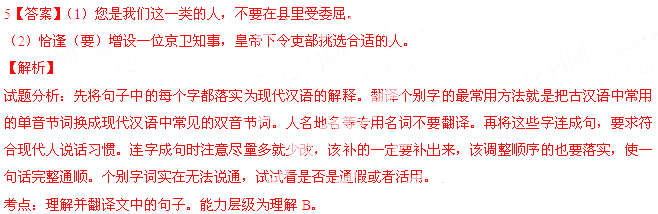 5【答案】（1）您是我们这一类的人，不要在县里受委屈。
（2）恰逢（要）增设一位京卫知事，皇帝下令吏部挑选合适的人。
【解析】
试题分析：先将句子中的每个字都落实为现代汉语的解释。翻译个别字的最常用方法就是把古汉语中常用
的单音节词换成现代汉语中常见的双音节词。人名地名等专用名词不要翻译。再将这些字连成句，要求符
合现代人说话习惯。连字成句时注意尽量多就少改，该补的一定要补出来，该调整顺序的也要落实，使一
句话完整通顺。个别字词实在无法说通，试试看是否是通假或者活用。
考点：理解并翻译文中的句子。能力层级为理解 B。